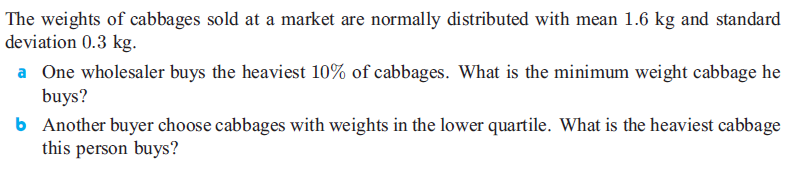 The weights of cabbages sold at a market are normally distributed with mean 1.6 kg and standard
deviation 0.3 kg.
a One wholesaler buys the heaviest 10% of cabbages. What is the minimum weight cabbage he
buys?
b Another buyer choose cabbages with weights in the lower quartile. What is the heaviest cabbage
this person buys?